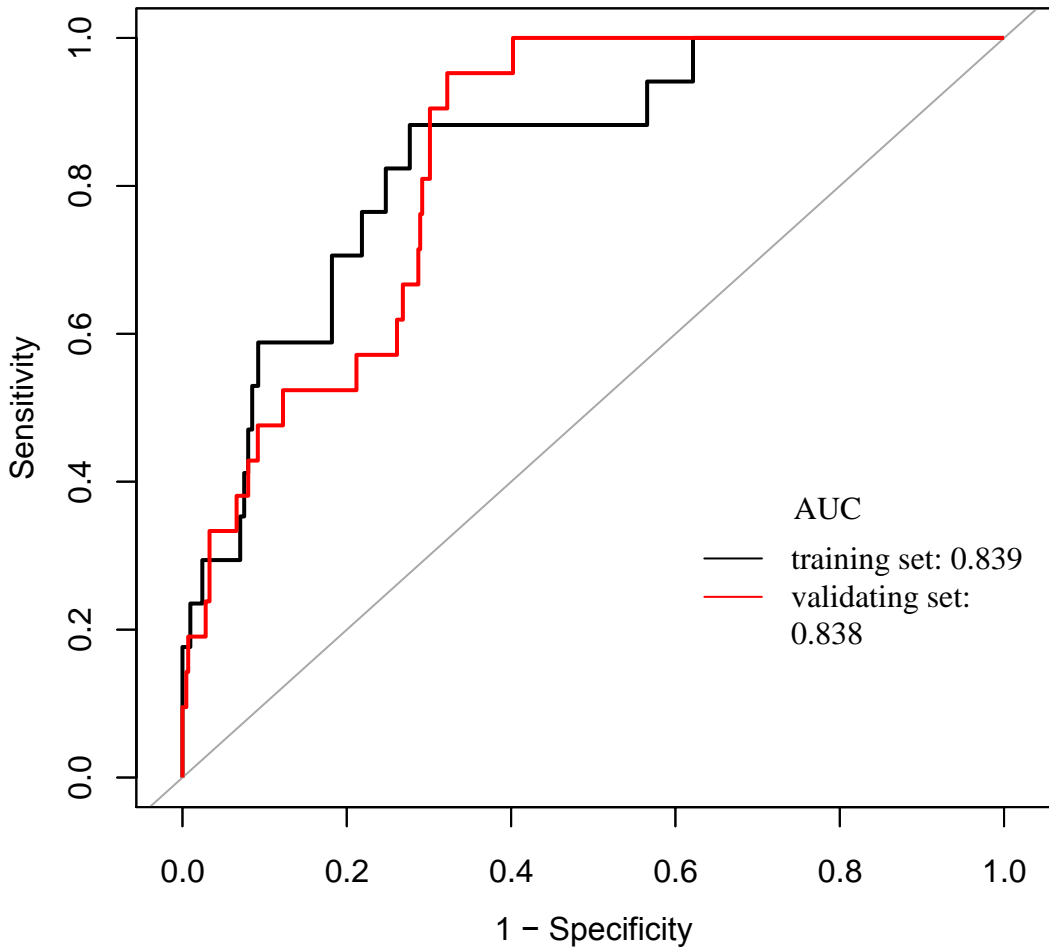 1.0
0.8
0.6
0.4
0.2
0.0
Sensitivity
AUC
training set: 0.839
validating set:
0.838
0.0 0.2 0.4 0.6 0.8 1.0
1 − Specificity